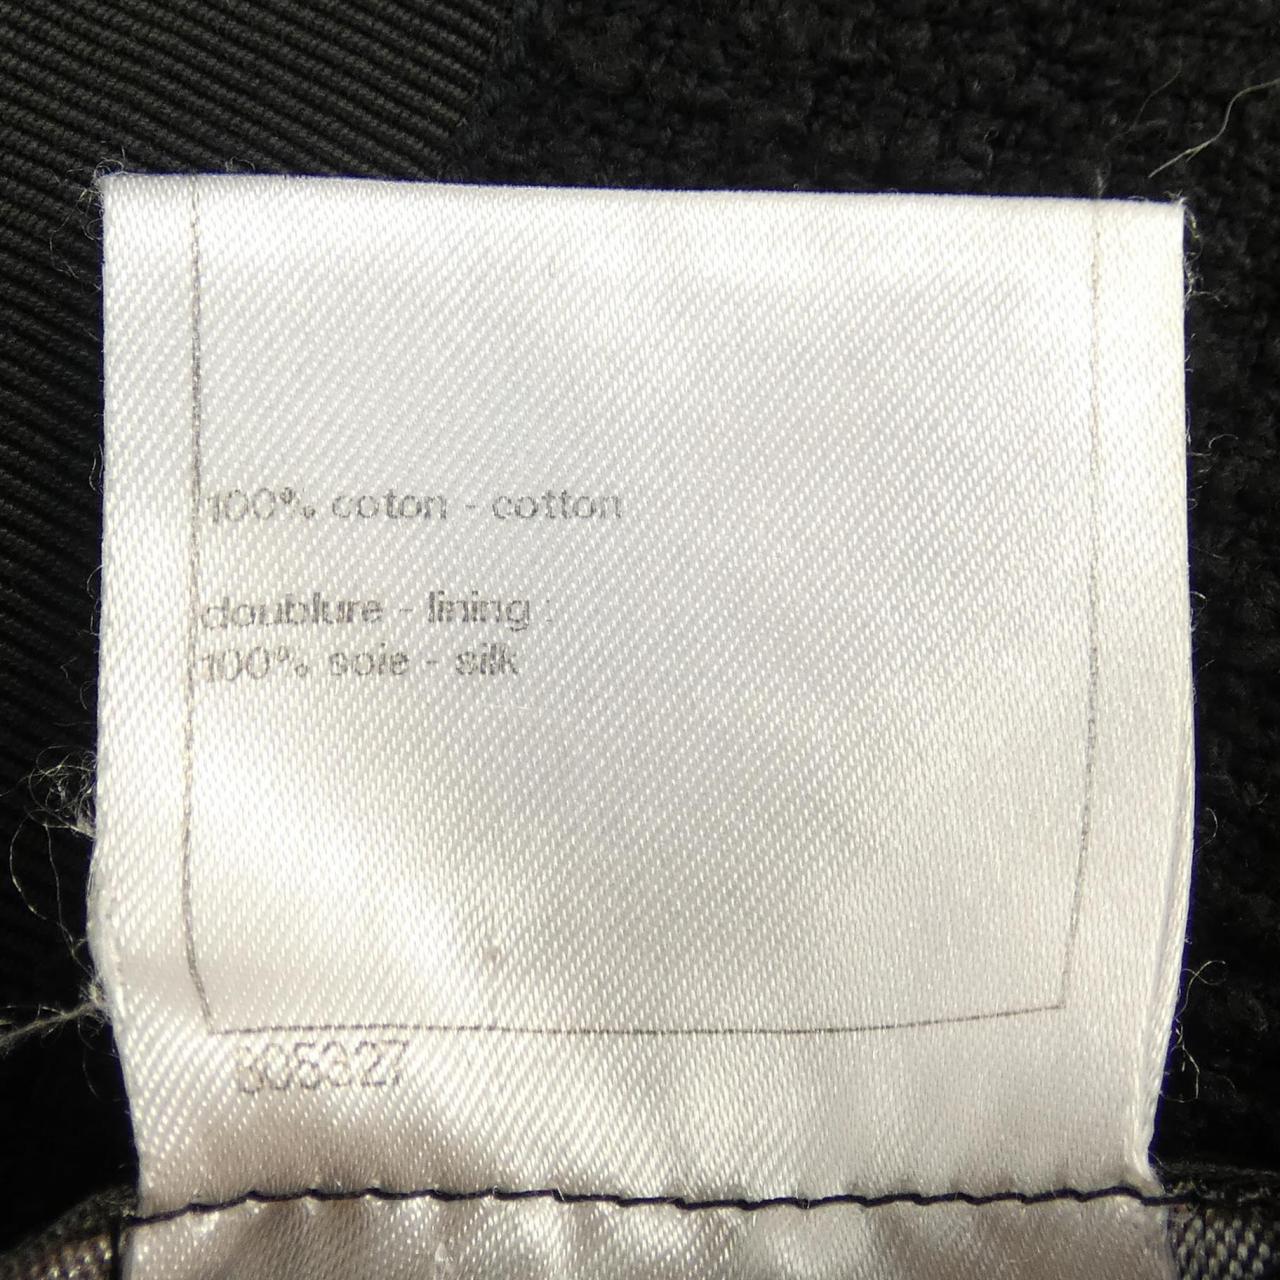 100% coton - cotton
doublure - lining :
100% soie - silk